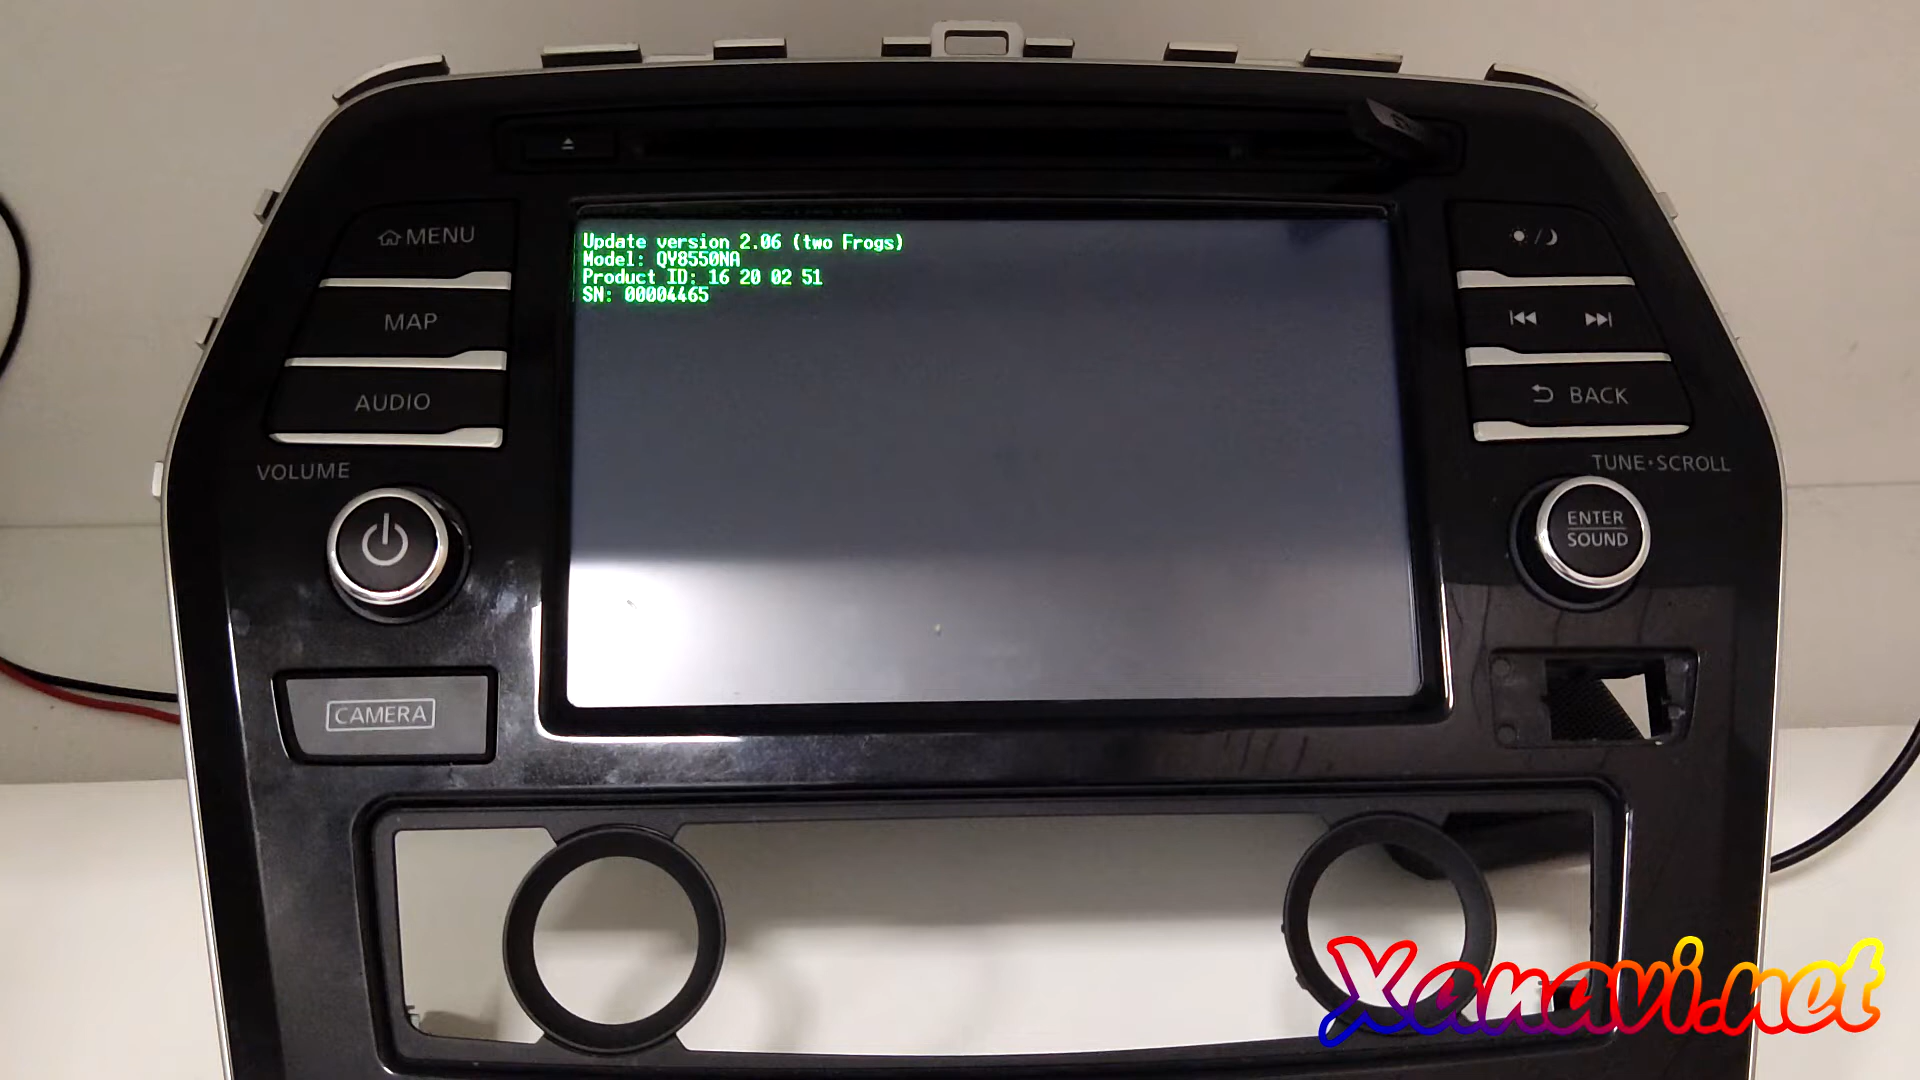 Update version 2.06 (two Frogs)
Model: QY8550NA
Product ID: 16 20 02 51
SN: 00004465
MENU
MAP
AUDIO
VOLUME
CAMERA
BACK
TUNE•SCROLL
ENTER
SOUND
Xanavi.net